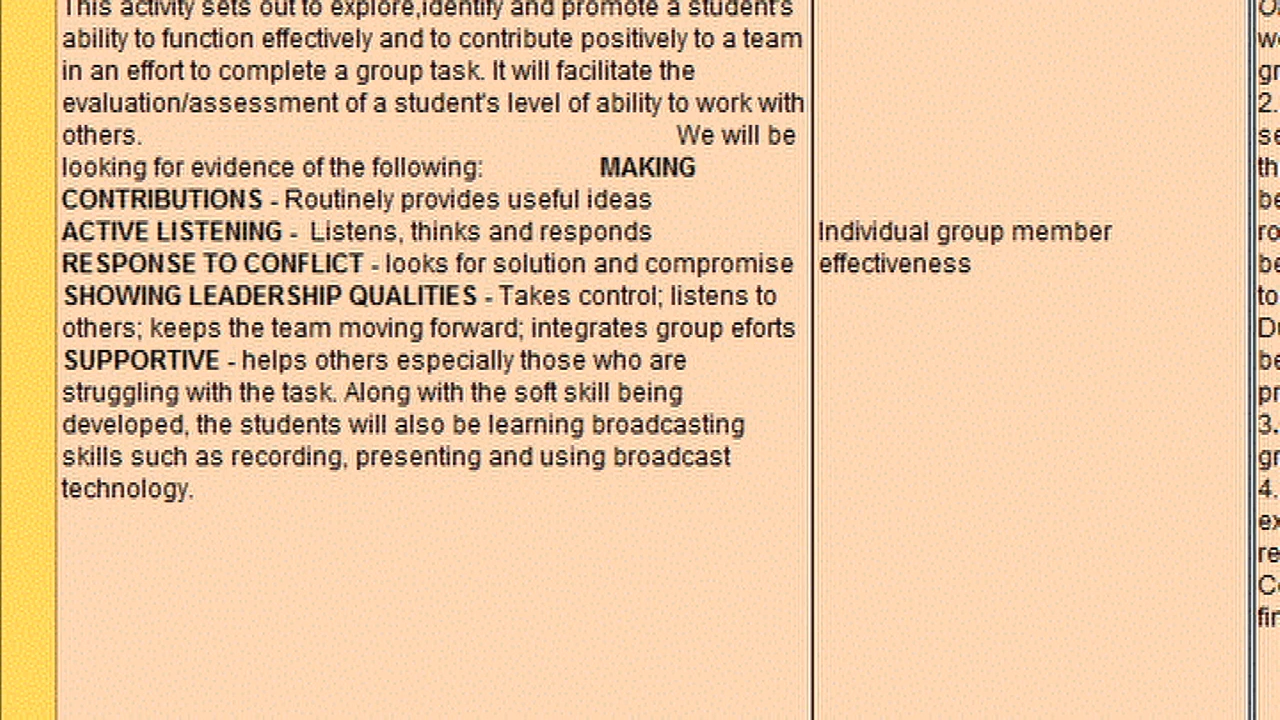 This activity sets out to explore,identify and promote a student's
ability to function effectively and to contribute positively to a team
in an effort to complete a group task. It will facilitate the
evaluation/assessment of a student's level of ability to work with
others. We will be
looking for evidence of the following: MAKING
CONTRIBUTIONS - Routinely provides useful ideas
ACTIVE LISTENING - Listens, thinks and responds
RESPONSE TO CONFLICT - looks for solution and compromise
SHOWING LEADERSHIP QUALITIES - Takes control; listens to
others; keeps the team moving forward; integrates group eforts
SUPPORTIVE - helps others especially those who are
struggling with the task. Along with the soft skill being
developed, the students will also be learning broadcasting
skills such as recording, presenting and using broadcast
technology.
Individual group member
effectiveness
2.
3.
4.